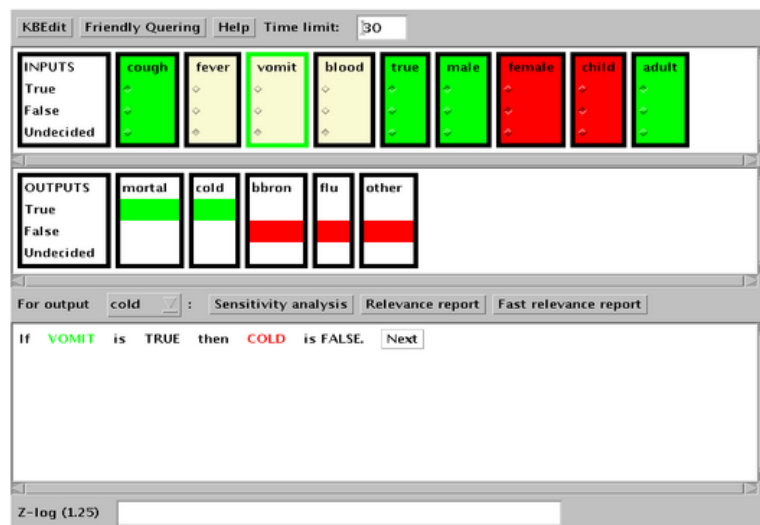 KBEdit Friendly Quering Help Time limit: 30
INPUTS cough fever vomit blood true male female child adult
True
False
Undecided
OUTPUTS mortal cold bbron flu other
True
False
Undecided
For output cold : Sensitivity analysis Relevance report Fast relevance report
If VOMIT is TRUE then COLD is FALSE. Next
Z-log (1.25)